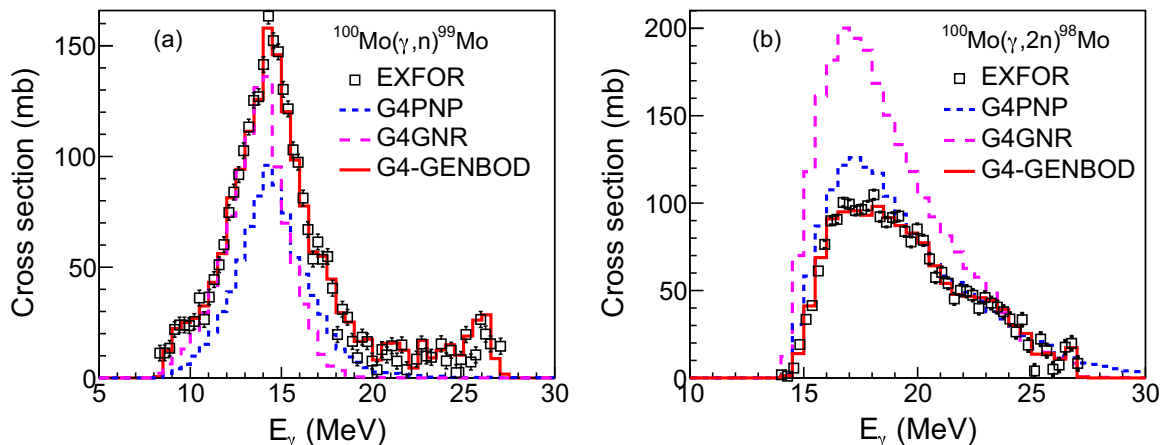 (a)
¹⁰⁰Mo(γ,n)⁹⁹Mo
EXFOR
G4PNP
G4GNR
G4-GENBOD
Cross section (mb)
150
100
50
0
5 10 15 20 25 30
E_γ (MeV)
(b)
¹⁰⁰Mo(γ,2n)⁹⁸Mo
EXFOR
G4PNP
G4GNR
G4-GENBOD
Cross section (mb)
200
150
100
50
0
10 15 20 25 30
E_γ (MeV)